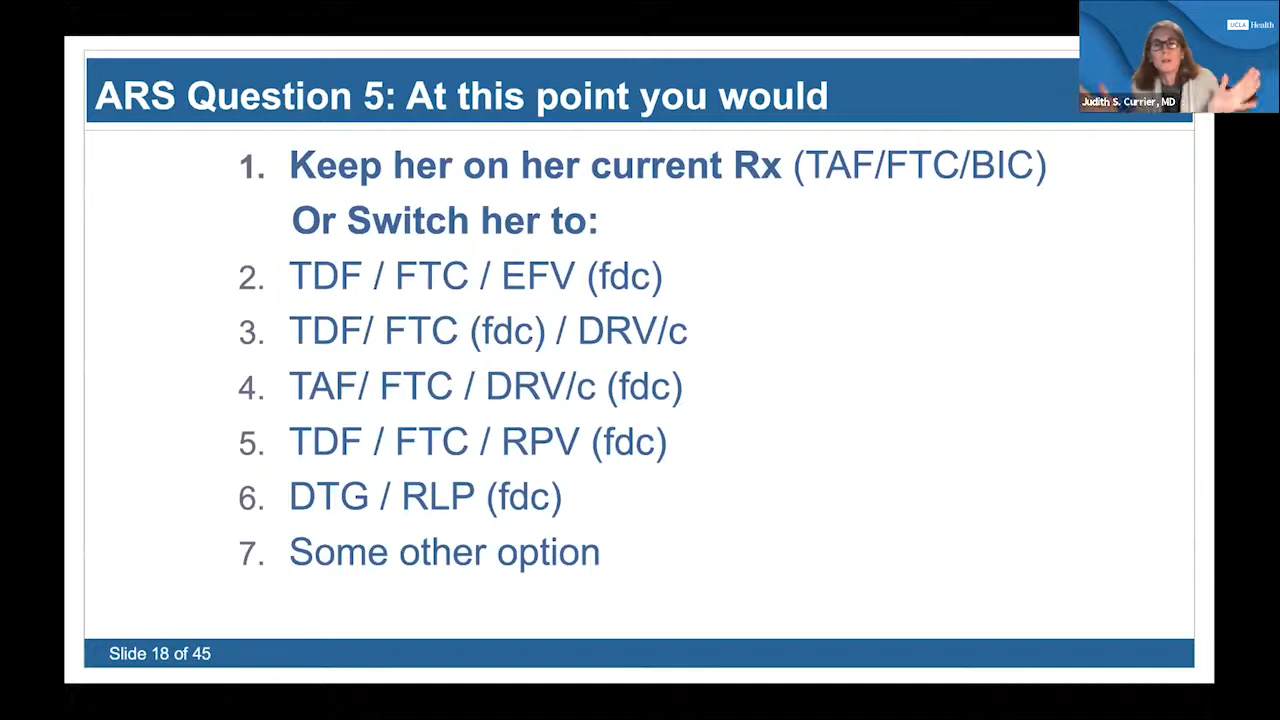 ARS Question 5: At this point you would
UCLA Health
Judith S. Currier, MD
1. Keep her on her current Rx (TAF/FTC/BIC)
Or Switch her to:
2. TDF / FTC / EFV (fdc)
3. TDF/ FTC (fdc) / DRV/c
4. TAF/ FTC / DRV/c (fdc)
5. TDF / FTC / RPV (fdc)
6. DTG / RLP (fdc)
7. Some other option
Slide 18 of 45